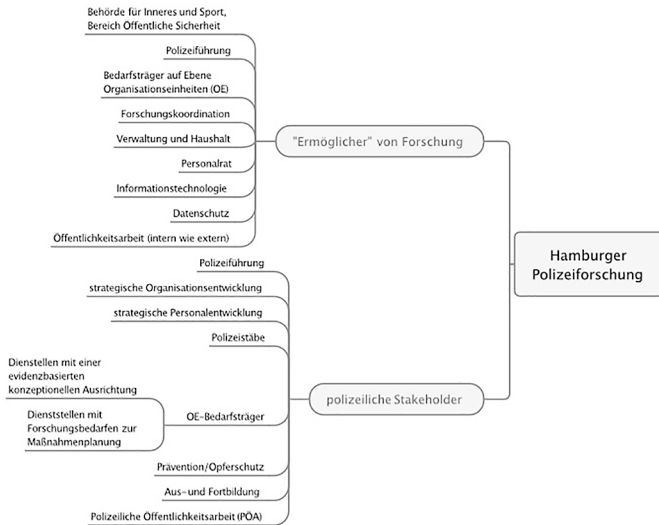 Behörde für Inneres und Sport,
Bereich Öffentliche Sicherheit
Polizeiführung
Bedarfsträger auf Ebene
Organisationseinheiten (OE)
Forschungskoordination
Verwaltung und Haushalt
Personalrat
Informationstechnologie
Datenschutz
Öffentlichkeitsarbeit (intern wie extern)
"Ermöglicher" von Forschung
Hamburger
Polizeiforschung
Polizeiführung
strategische Organisationsentwicklung
strategische Personalentwicklung
Polizeistäbe
Dienstellen mit einer
evidenzbasierten
konzeptionellen Ausrichtung
Dienststellen mit
Forschungsbedarfen zur
Maßnahmenplanung
OE-Bedarfsträger
Prävention/Opferschutz
Aus- und Fortbildung
Polizeiliche Öffentlichkeitsarbeit (PÖA)
polizeiliche Stakeholder